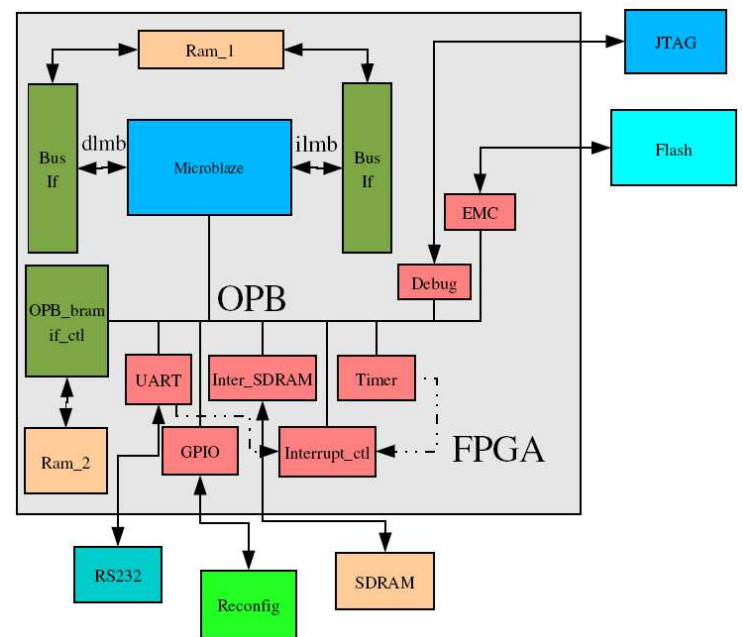 Ram_1
JTAG
dlmb
ilmb
Bus
If
Microblaze
Bus
If
Flash
EMC
Debug
OPB
OPB_bram
if_ctl
UART
Inter_SDRAM
Timer
Ram_2
GPIO
Interrupt_ctl
FPGA
RS232
Reconfig
SDRAM